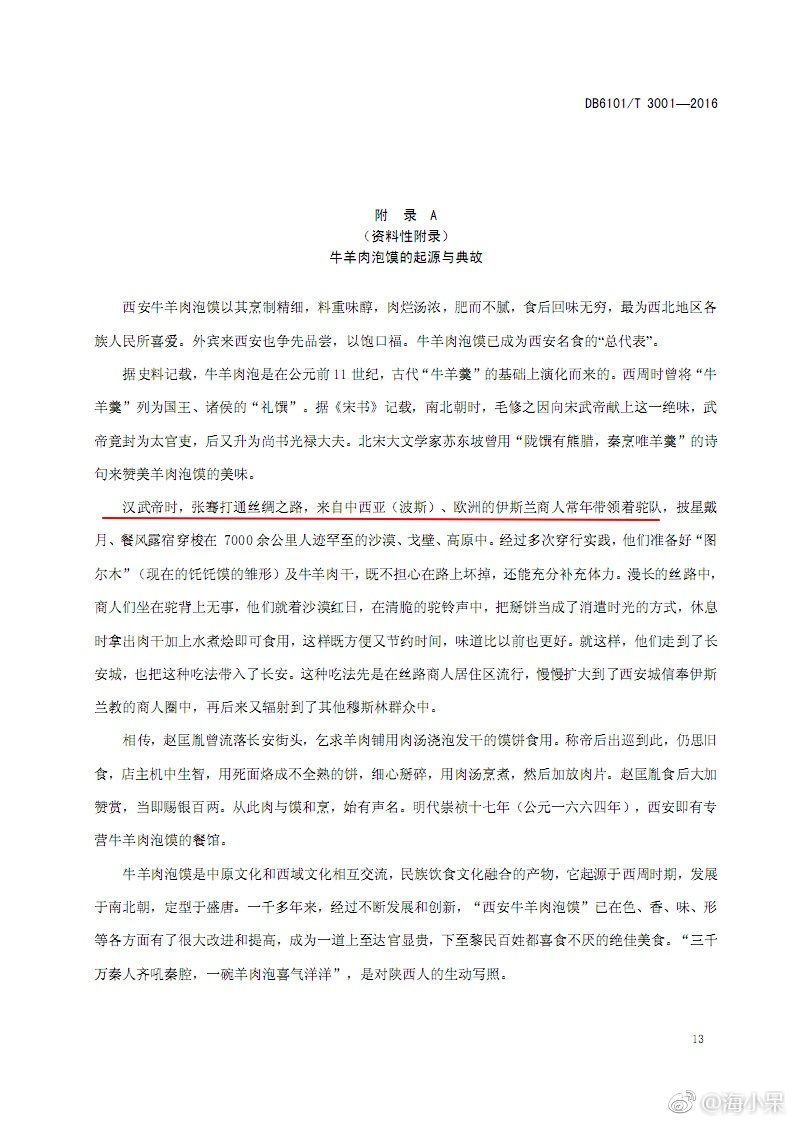 DB6101/T 3001—2016
附 录 A
（资料性附录）
牛羊肉泡馍的起源与典故
西安牛羊肉泡馍以其烹制精细，料重味醇，肉烂汤浓，肥而不腻，食后回味无穷，最为西北地区各
族人民所喜爱。外宾来西安也争先品尝，以饱口福。牛羊肉泡馍已成为西安名食的“总代表”。
据史料记载，牛羊肉泡是在公元前 11 世纪，古代“牛羊羹”的基础上演化而来的。西周时曾将“牛
羊羹”列为国王、诸侯的“礼馔”。据《宋书》记载，南北朝时，毛修之因向宋武帝献上这一绝味，武
帝竟封为太官吏，后又升为尚书光禄大夫。北宋大文学家苏东坡曾用“陇馔有熊腊，秦烹唯羊羹”的诗
句来赞美羊肉泡馍的美味。
汉武帝时，张骞打通丝绸之路，来自中西亚（波斯）、欧洲的伊斯兰商人常年带领着驼队，披星戴
月、餐风露宿穿梭在 7000 余公里人迹罕至的沙漠、戈壁、高原中。经过多次穿行实践，他们准备好“图
尔木”（现在的饦饦馍的雏形）及牛羊肉干，既不担心在路上坏掉，还能充分补充体力。漫长的丝路中，
商人们坐在驼背上无事，他们就着沙漠红日，在清脆的驼铃声中，把掰饼当成了消遣时光的方式，休息
时拿出肉干加上水煮烩即可食用，这样既方便又节约时间，味道比以前也更好。就这样，他们走到了长
安城，也把这种吃法带入了长安。这种吃法先是在丝路商人居住区流行，慢慢扩大到了西安城信奉伊斯
兰教的商人圈中，再后来又辐射到了其他穆斯林群众中。
相传，赵匡胤曾流落长安街头，乞求羊肉铺用肉汤浇泡发干的馍饼食用。称帝后出巡到此，仍思旧
食，店主机中生智，用死面烙成不全熟的饼，细心掰碎，用肉汤烹煮，然后加放肉片。赵匡胤食后大加
赞赏，当即赐银百两。从此肉与馍和烹，始有声名。明代崇祯十七年（公元一六六四年），西安即有专
营牛羊肉泡馍的餐馆。
牛羊肉泡馍是中原文化和西域文化相互交流，民族饮食文化融合的产物，它起源于西周时期，发展
于南北朝，定型于盛唐。一千多年来，经过不断发展和创新，“西安牛羊肉泡馍”已在色、香、味、形
等各方面有了很大改进和提高，成为一道上至达官显贵，下至黎民百姓都喜食不厌的绝佳美食。“三千
万秦人齐吼秦腔，一碗羊肉泡喜气洋洋”，是对陕西人的生动写照。
13
@海小呆